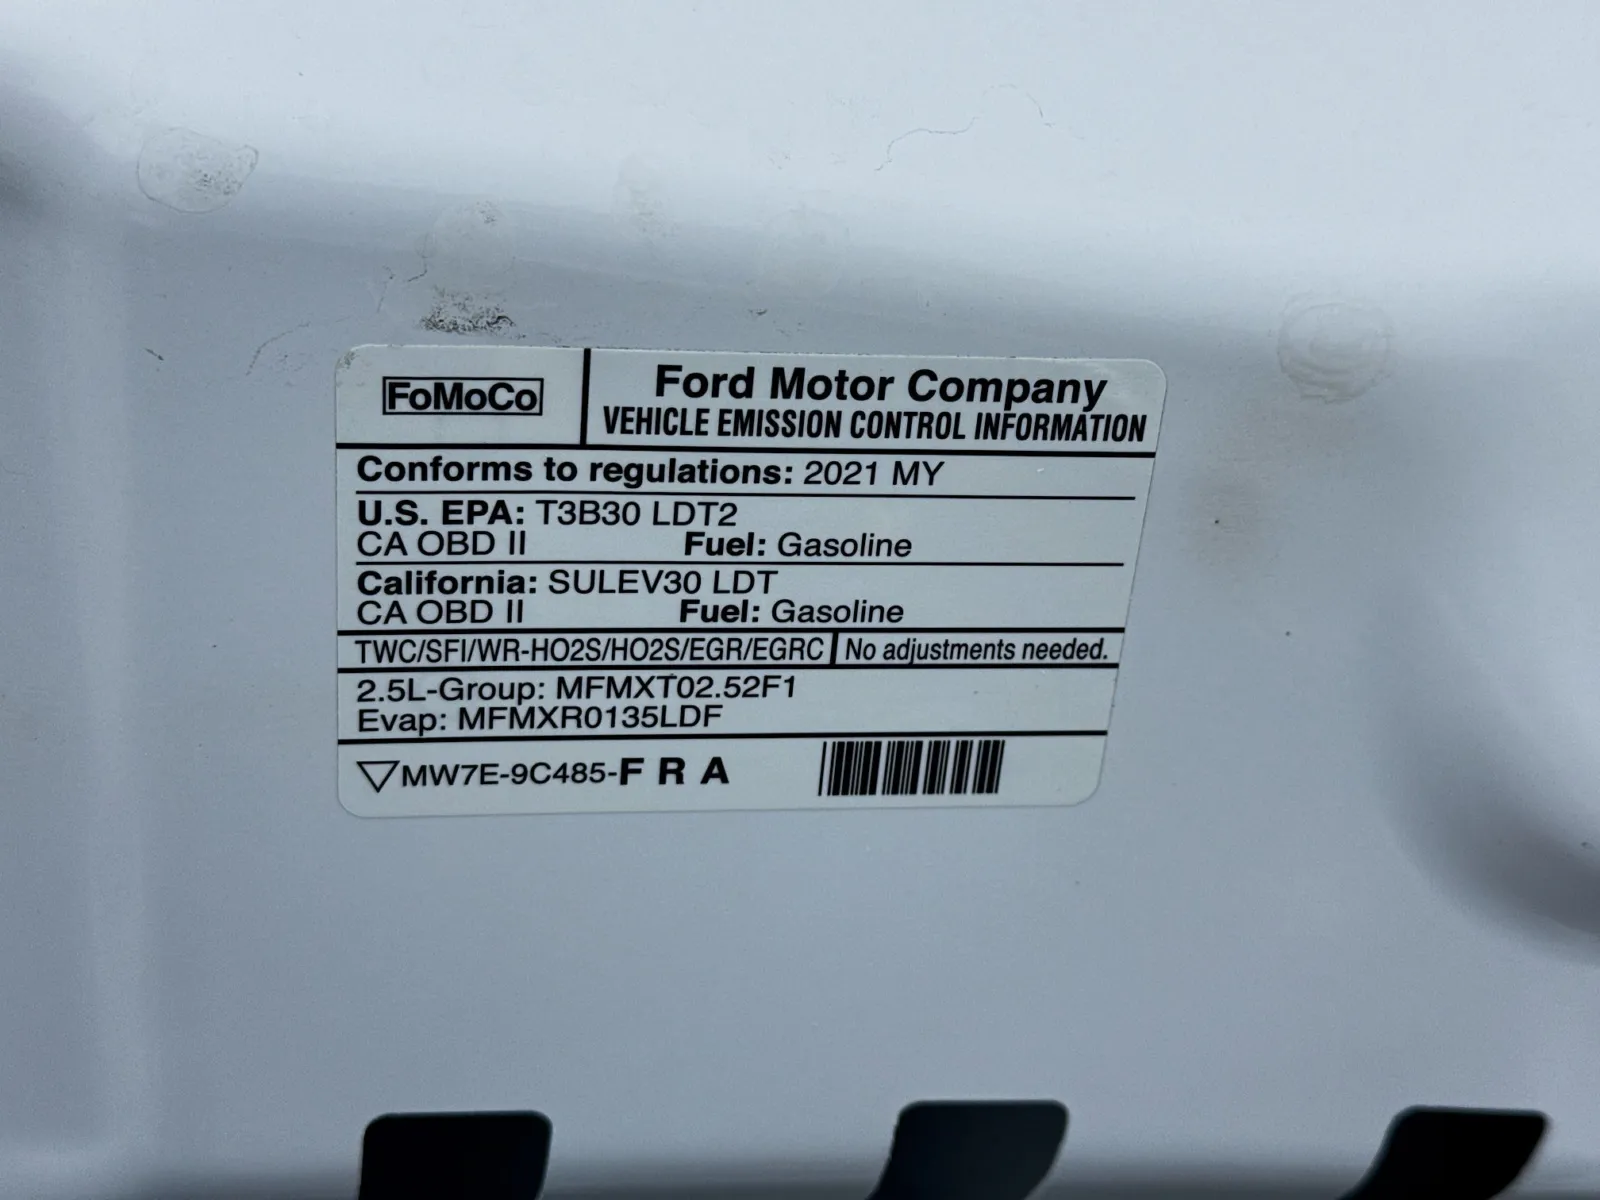 FoMoCo
Ford Motor Company
VEHICLE EMISSION CONTROL INFORMATION
Conforms to regulations: 2021 MY
U.S. EPA: T3B30 LDT2
CA OBD II Fuel: Gasoline
California: SULEV30 LDT
CA OBD II Fuel: Gasoline
TWC/SFI/WR-HO2S/HO2S/EGR/EGRC No adjustments needed.
2.5L-Group: MFMXT02.52F1
Evap: MFMXR0135LDF
MW7E-9C485-F R A